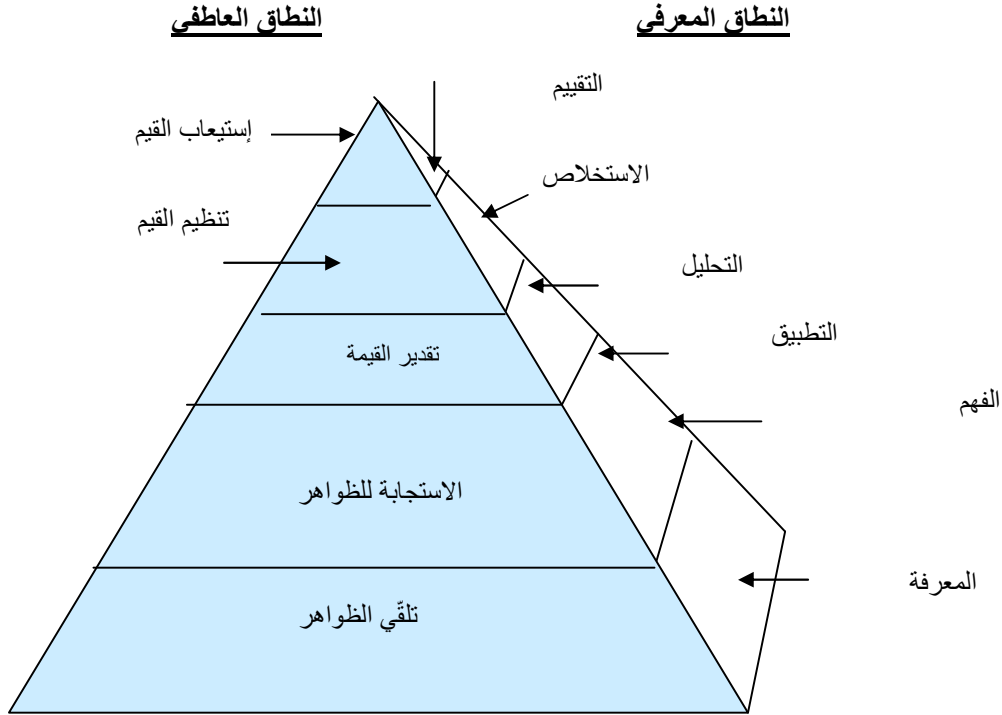 النطاق المعرفي
النطاق العاطفي
التقييم
إستيعاب القيم
الاستخلاص
تنظيم القيم
التحليل
التطبيق
تقدير القيمة
الفهم
الاستجابة للظواهر
المعرفة
تلقّي الظواهر